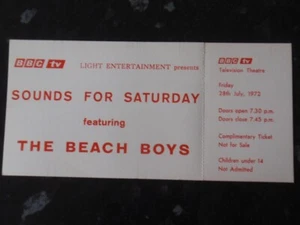 BBC tv LIGHT ENTERTAINMENT presents
SOUNDS FOR SATURDAY
featuring
THE BEACH BOYS
BBC tv
Television Theatre
Friday
28th July, 1972
Doors open 7.30 p.m.
Doors close 7.45 p.m.
Complimentary Ticket
Not for Sale
Children under 14
Not Admitted